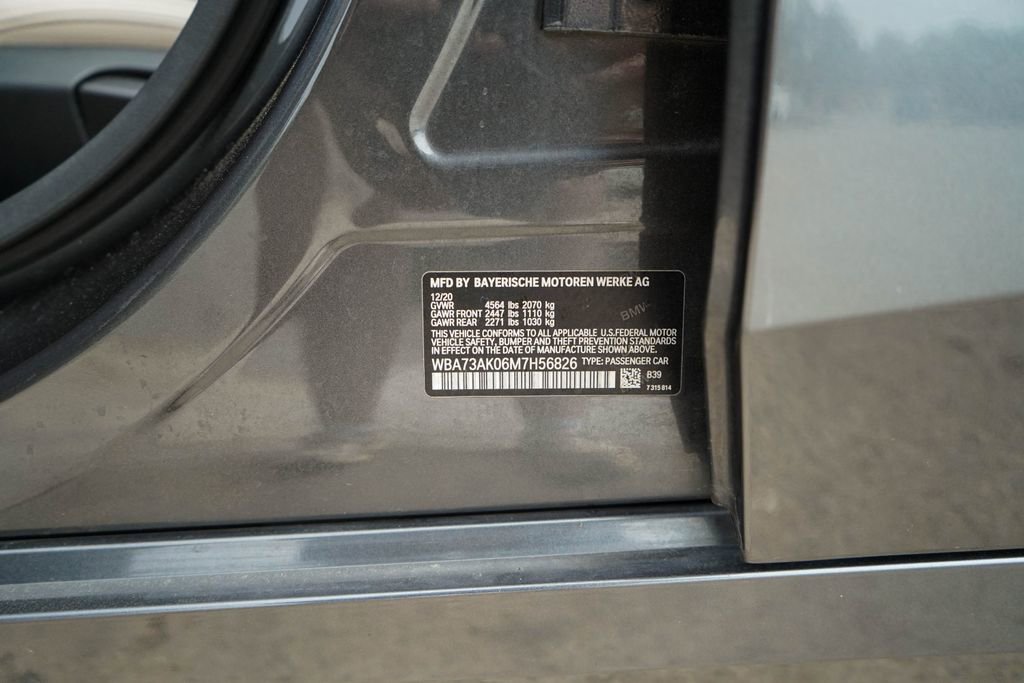 MFD BY BAYERISCHE MOTOREN WERKE AG
12/20
GVWR 4564 lbs 2070 kg
GAWR FRONT 2447 lbs 1110 kg
GAWR REAR 2271 lbs 1030 kg
BMW
THIS VEHICLE CONFORMS TO ALL APPLICABLE U.S.FEDERAL MOTOR
VEHICLE SAFETY, BUMPER AND THEFT PREVENTION STANDARDS
IN EFFECT ON THE DATE OF MANUFACTURE SHOWN ABOVE.
WBA73AK06M7H56826 TYPE: PASSENGER CAR
B39
7 315 814